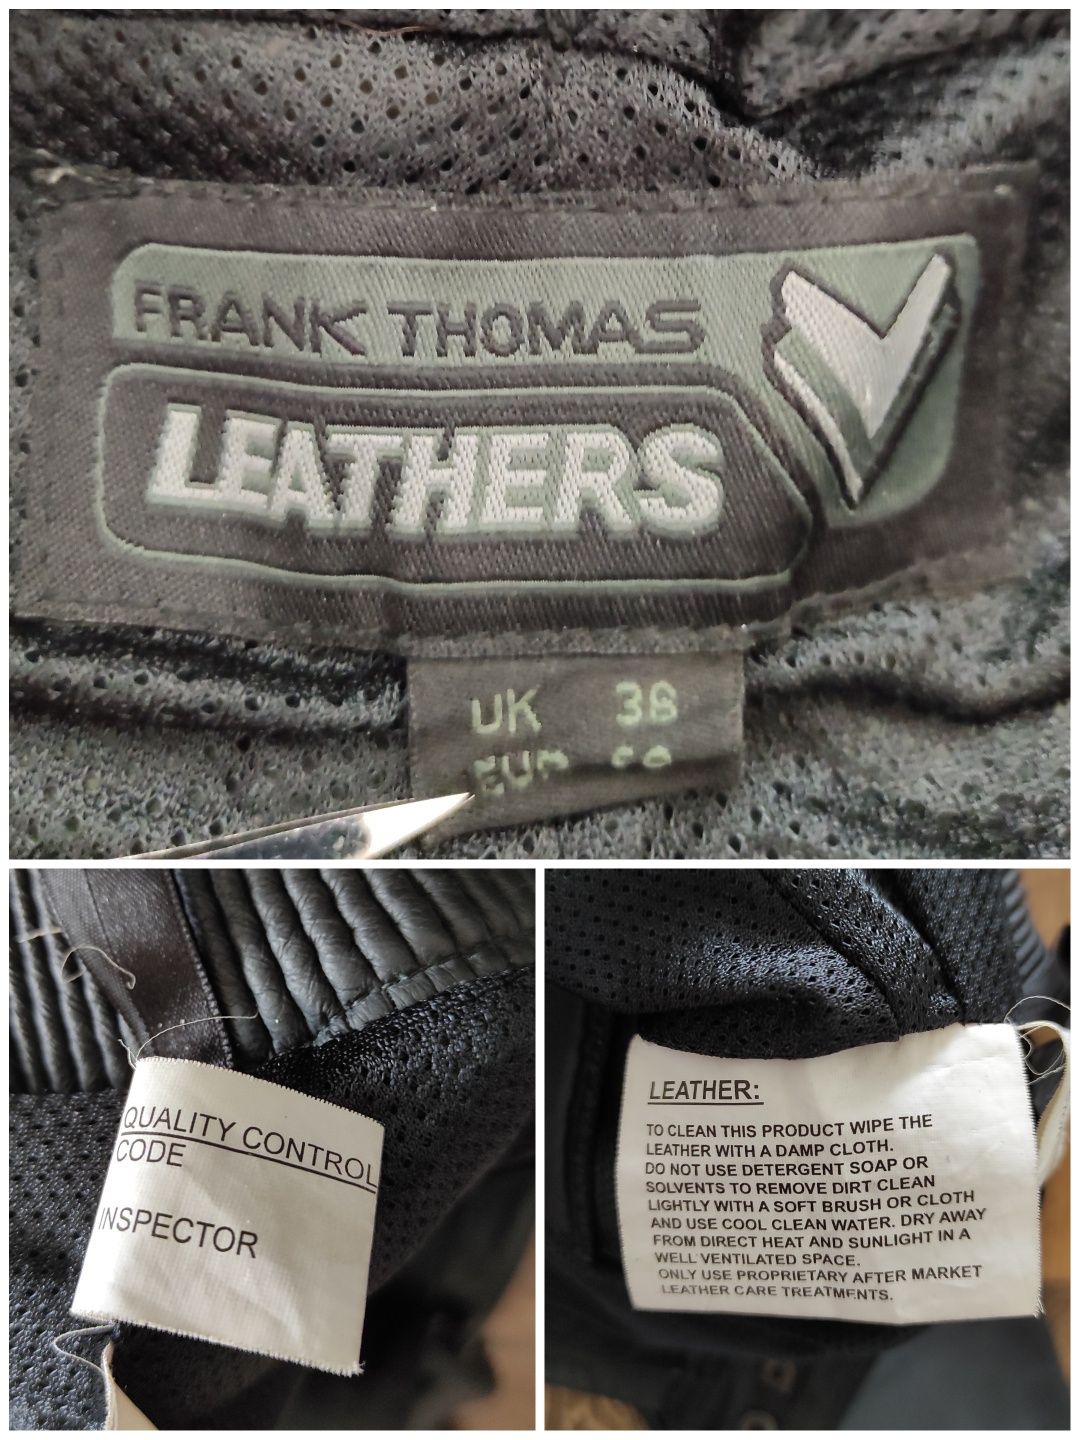 FRANK THOMAS
LEATHERS
UK 38
EUR
QUALITY CONTROL
CODE
INSPECTOR
LEATHER:
TO CLEAN THIS PRODUCT WIPE THE
LEATHER WITH A DAMP CLOTH.
DO NOT USE DETERGENT SOAP OR
SOLVENTS TO REMOVE DIRT CLEAN
LIGHTLY WITH A SOFT BRUSH OR CLOTH
AND USE COOL CLEAN WATER. DRY AWAY
FROM DIRECT HEAT AND SUNLIGHT IN A
WELL VENTILATED SPACE.
ONLY USE PROPRIETARY AFTER MARKET
LEATHER CARE TREATMENTS.